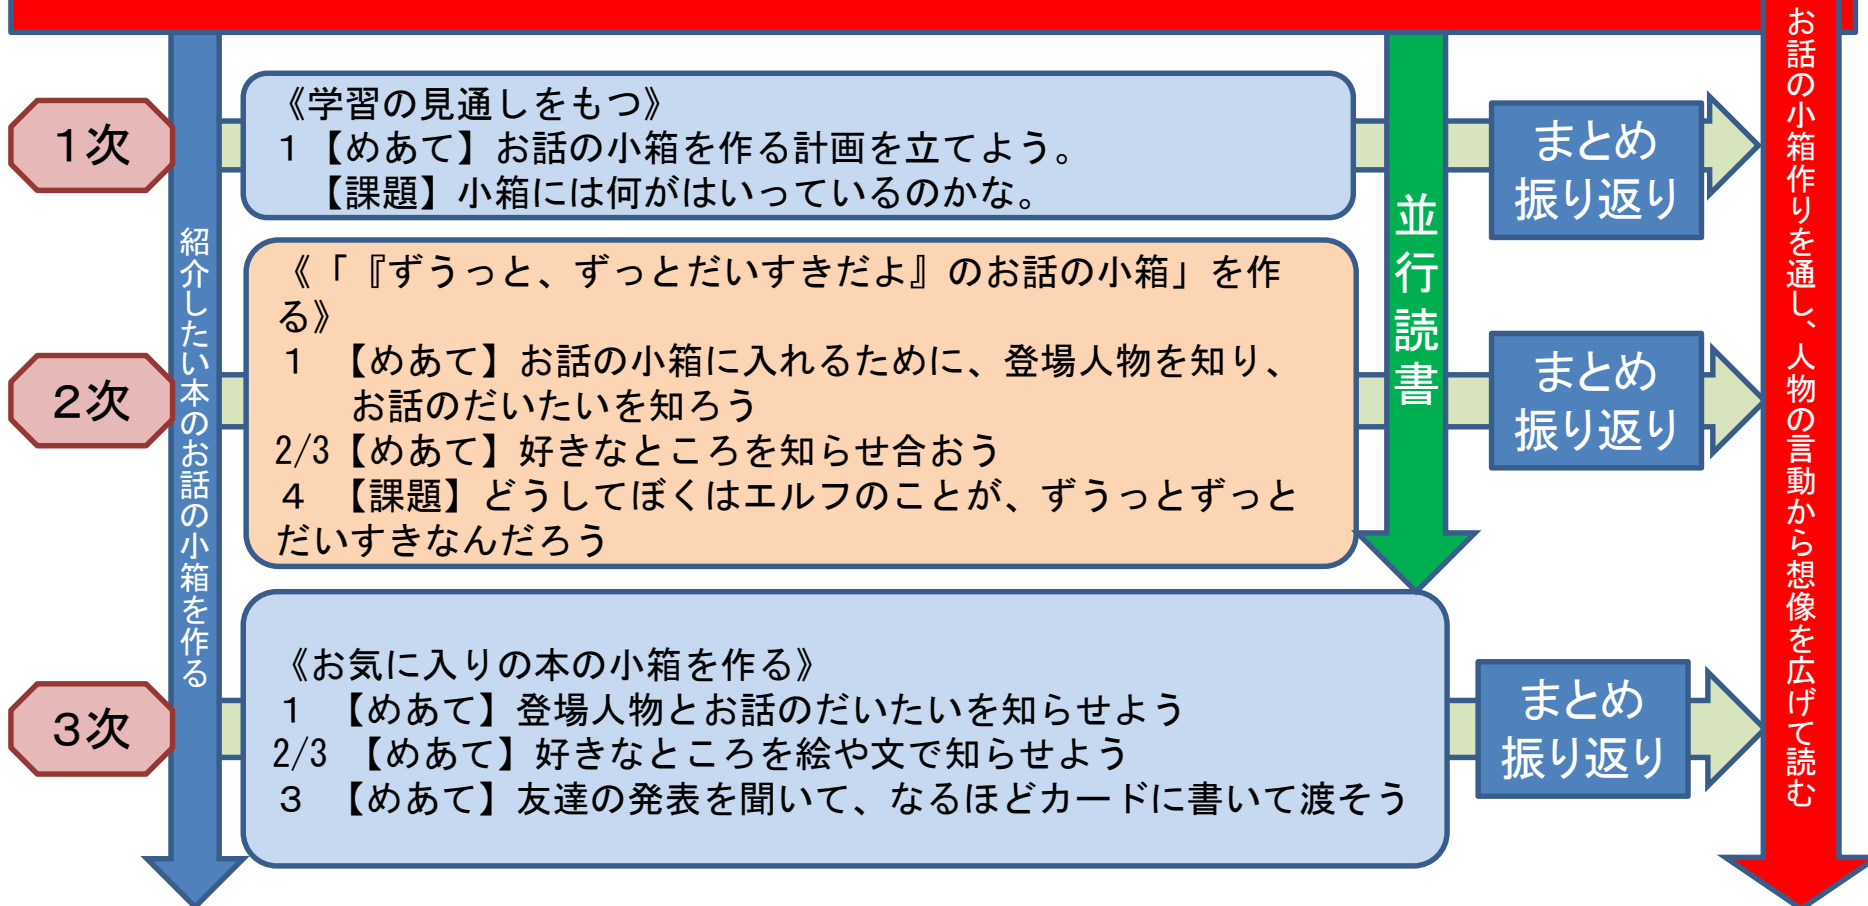 1次
《学習の見通しをもつ》
1 【めあて】お話の小箱を作る計画を立てよう。
【課題】小箱には何がはいっているのかな。
まとめ
振り返り
2次
《「『ずうっと、ずっとだいすきだよ』のお話の小箱」を作
る》
1 【めあて】お話の小箱に入れるために、登場人物を知り、
お話のだいたいを知ろう
2/3【めあて】好きなところを知らせ合おう
4 【課題】どうしてぼくはエルフのことが、ずうっとずっと
だいすきなんだろう
まとめ
振り返り
3次
《お気に入りの本の小箱を作る》
1 【めあて】登場人物とお話のだいたいを知らせよう
2/3 【めあて】好きなところを絵や文で知らせよう
3 【めあて】友達の発表を聞いて、なるほどカードに書いて渡そう
まとめ
振り返り
紹介したい本のお話の小箱を作る
並行読書
お話の小箱作りを通し、人物の言動から想像を広げて読む